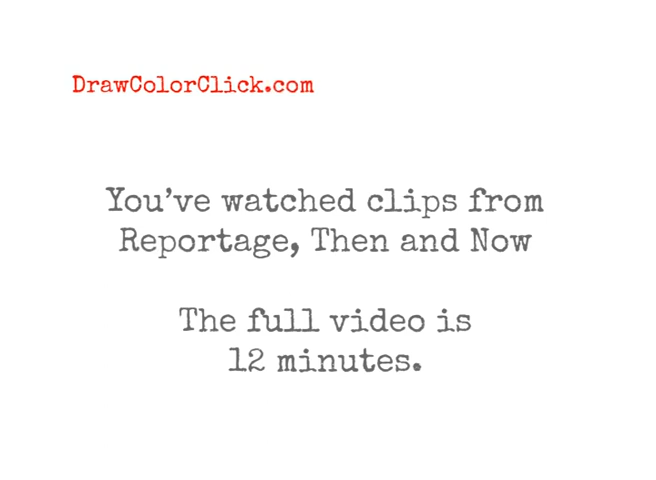 DrawColorClick.com
You've watched clips from
Reportage, Then and Now
The full video is
12 minutes.